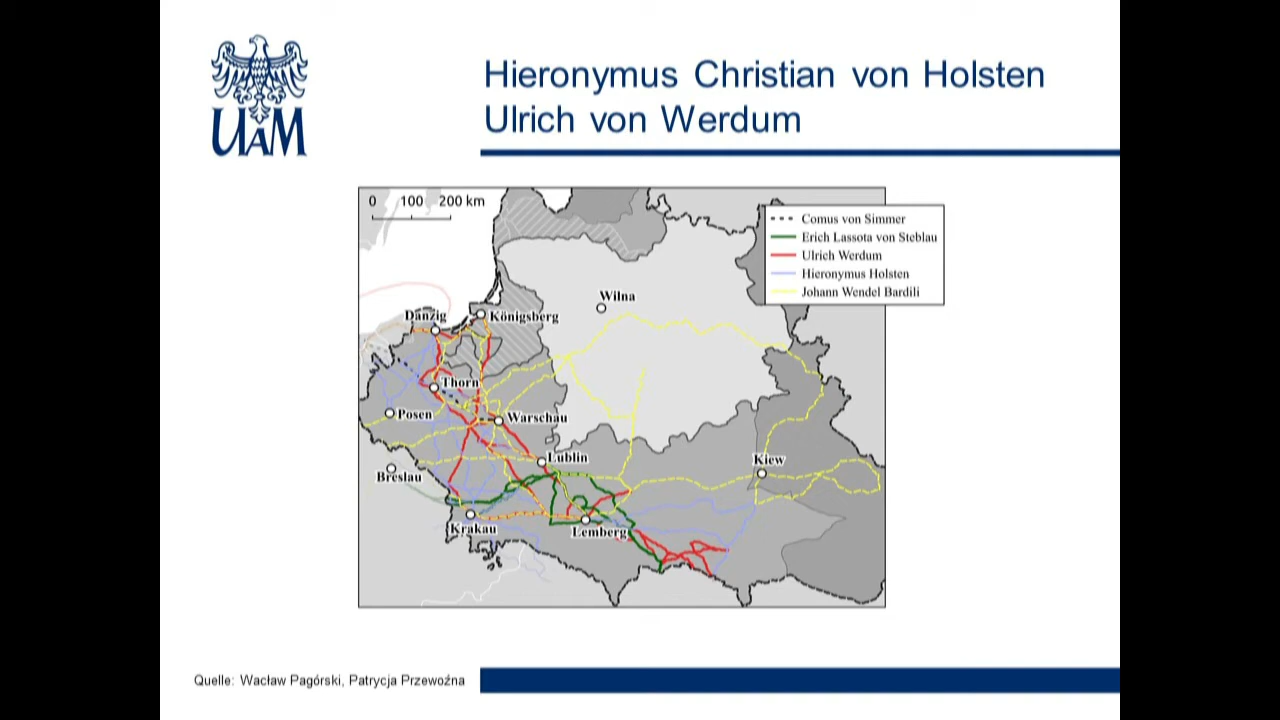 UAM
Hieronymus Christian von Holsten
Ulrich von Werdum
0 100 200 km
Comus von Simmer
Erich Lassota von Steblau
Ulrich Werdum
Hieronymus Holsten
Johann Wendel Bardili
Wilna
Danzig
Königsberg
Thorn
Posen
Warschau
Lublin
Kiew
Breslau
Krakau
Lemberg
Quelle: Wacław Pagórski, Patrycja Przewoźna